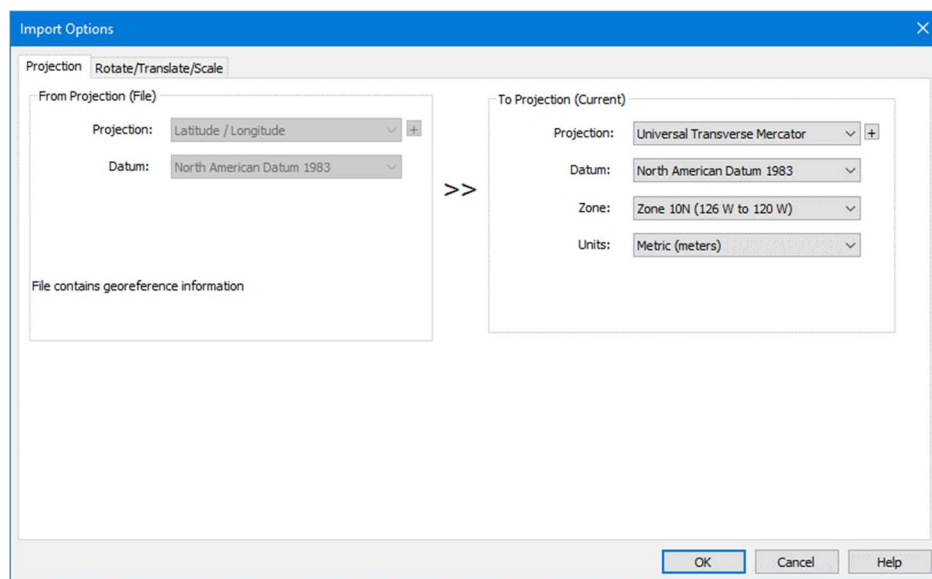 Import Options
Projection Rotate/Translate/Scale
From Projection (File)
Projection: Latitude / Longitude +
Datum: North American Datum 1983
File contains georeference information
>>
To Projection (Current)
Projection: Universal Transverse Mercator +
Datum: North American Datum 1983
Zone: Zone 10N (126 W to 120 W)
Units: Metric (meters)
OK Cancel Help